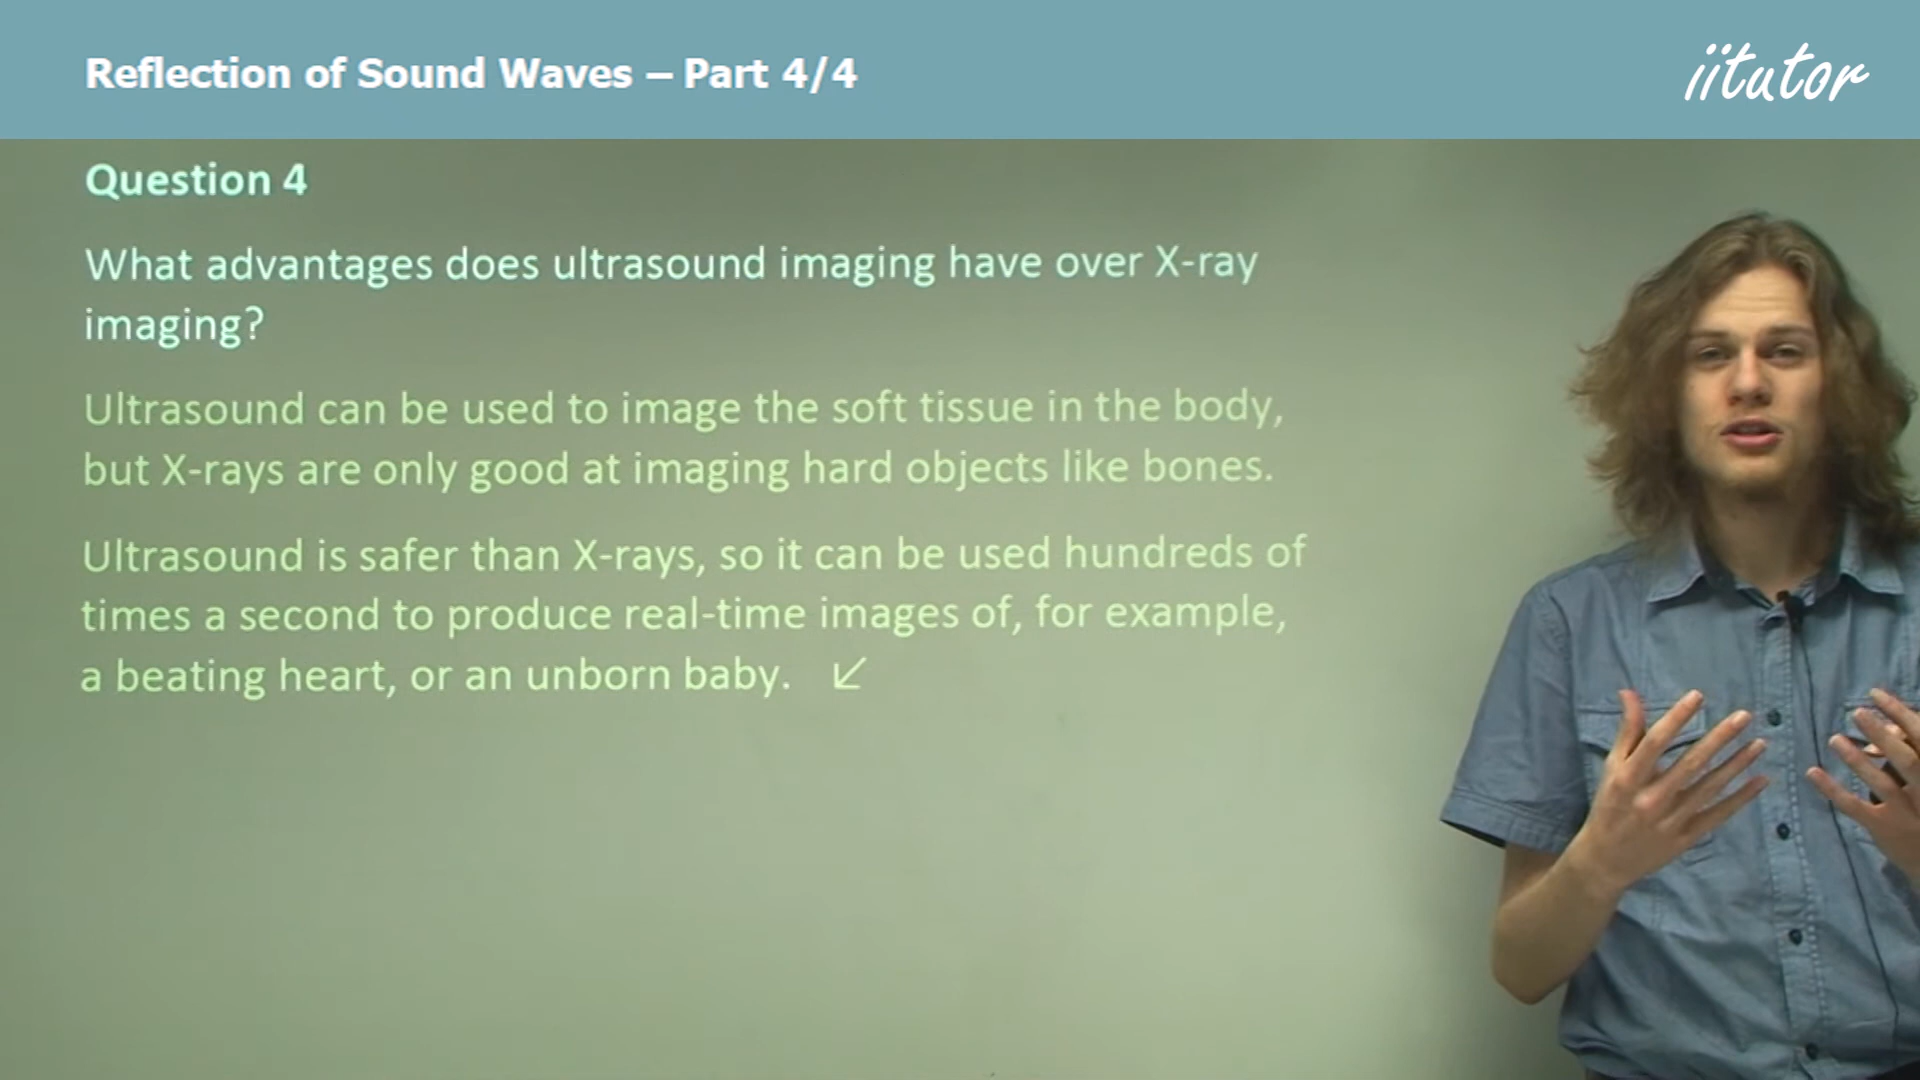 Reflection of Sound Waves – Part 4/4
iitutor
Question 4
What advantages does ultrasound imaging have over X-ray
imaging?
Ultrasound can be used to image the soft tissue in the body,
but X-rays are only good at imaging hard objects like bones.
Ultrasound is safer than X-rays, so it can be used hundreds of
times a second to produce real-time images of, for example,
a beating heart, or an unborn baby. ↙